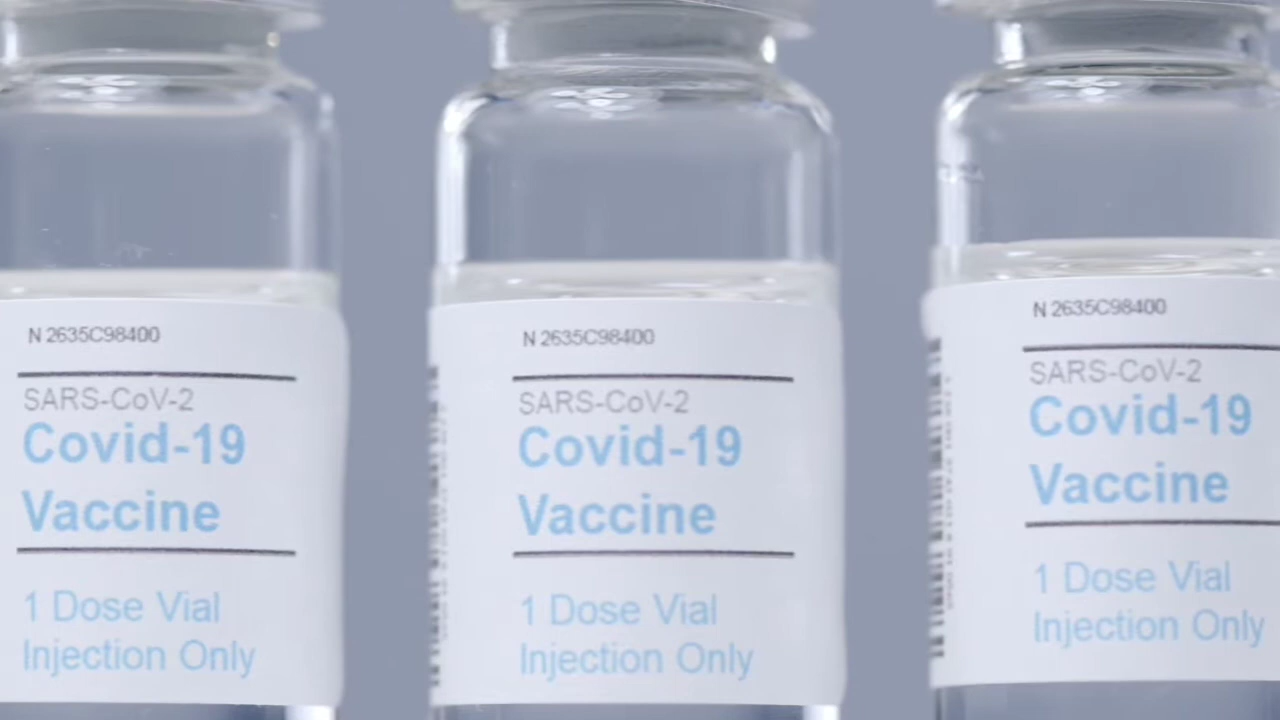 N 2635C98400
SARS-CoV-2
Covid-19
Vaccine
1 Dose Vial
Injection Only
N 2635C98400
SARS-CoV-2
Covid-19
Vaccine
1 Dose Vial
Injection Only
N 2635C98400
SARS-CoV-2
Covid-19
Vaccine
1 Dose Vial
Injection Only